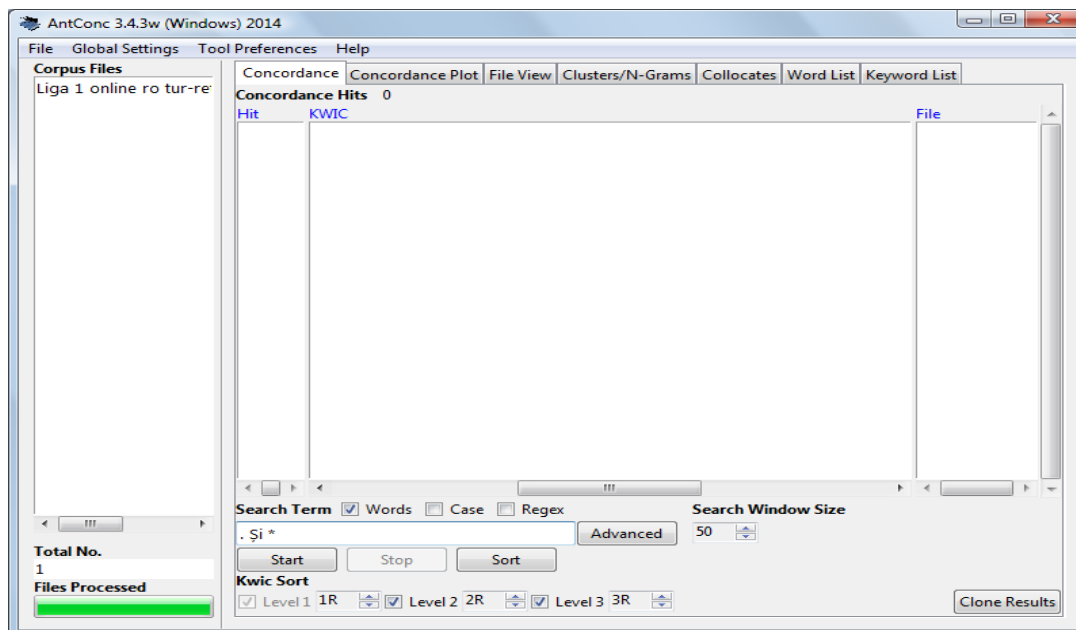 AntConc 3.4.3w (Windows) 2014
File Global Settings Tool Preferences Help
Corpus Files
Liga 1 online ro tur-re
Concordance Concordance Plot File View Clusters/N-Grams Collocates Word List Keyword List
Concordance Hits 0
Hit KWIC File
Search Term Words Case Regex Search Window Size
. Și * Advanced 50
Total No.
1
Start Stop Sort
Files Processed
Kwic Sort
Level 1 1R Level 2 2R Level 3 3R Clone Results